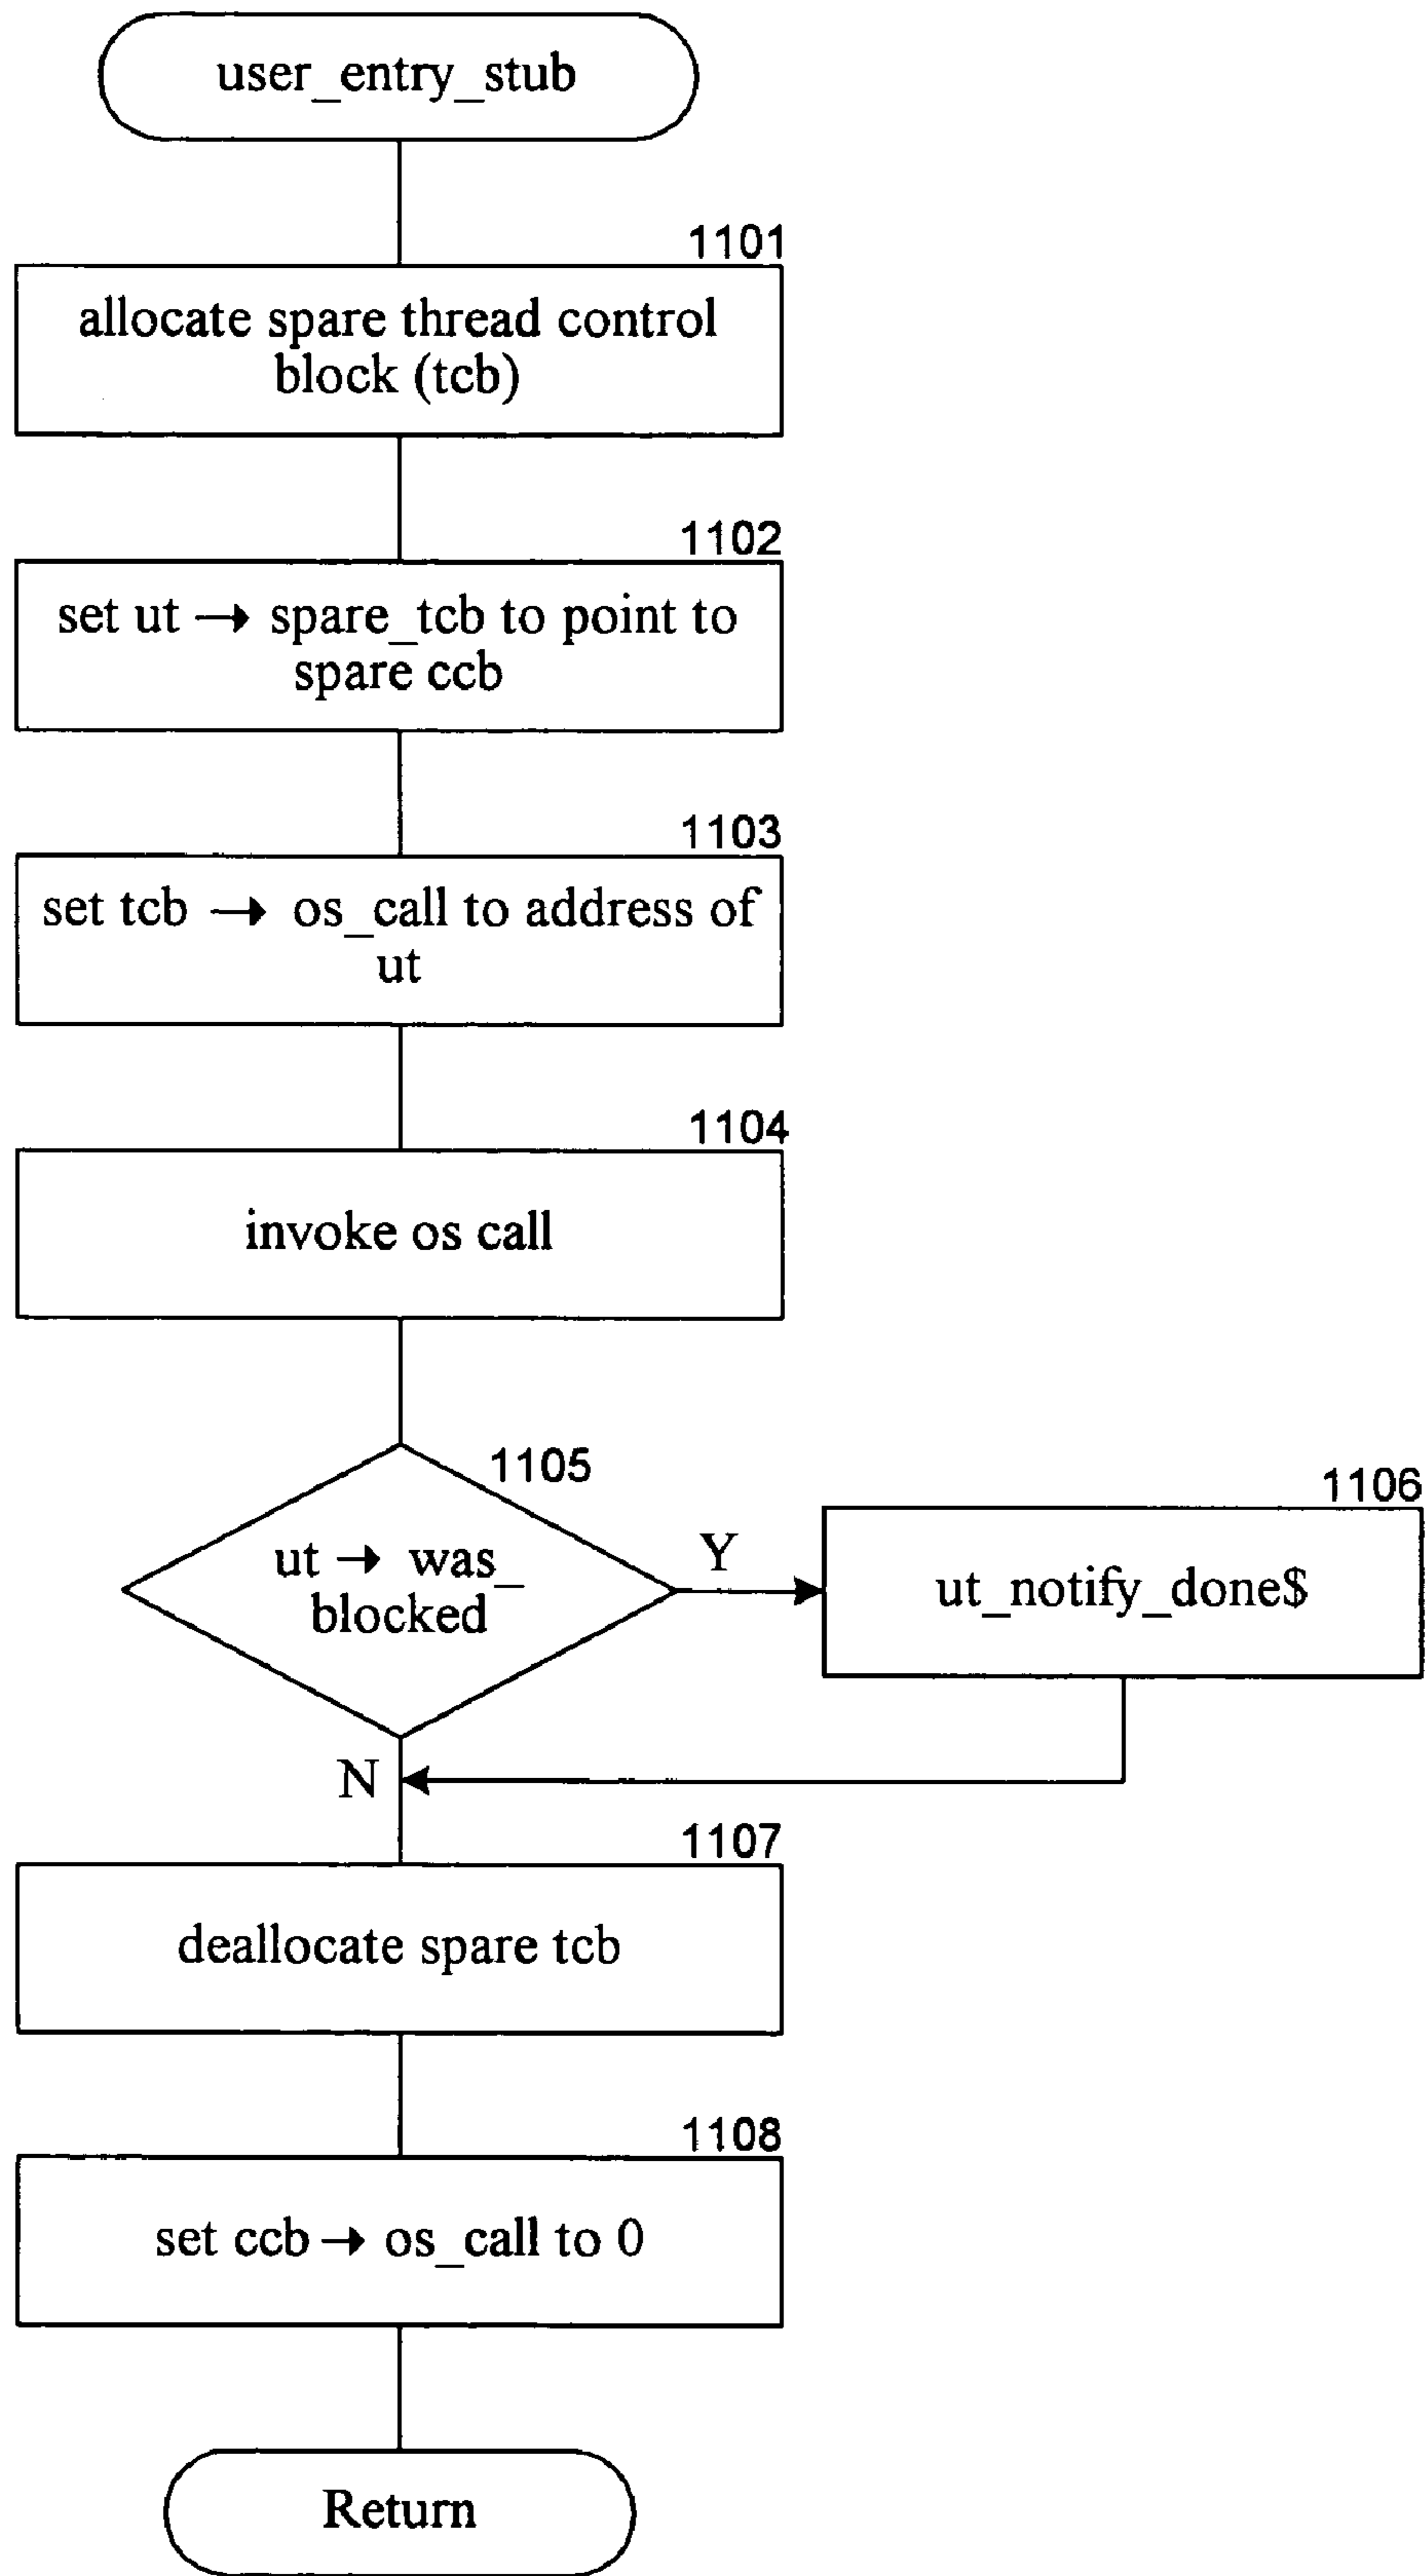 user_entry_stub
1101
allocate spare thread control
block (tcb)
1102
set ut → spare_tcb to point to
spare ccb
1103
set tcb → os_call to address of
ut
1104
invoke os call
1105
ut → was_
blocked
Y
1106
ut_notify_done$
N
1107
deallocate spare tcb
1108
set ccb → os_call to 0
Return